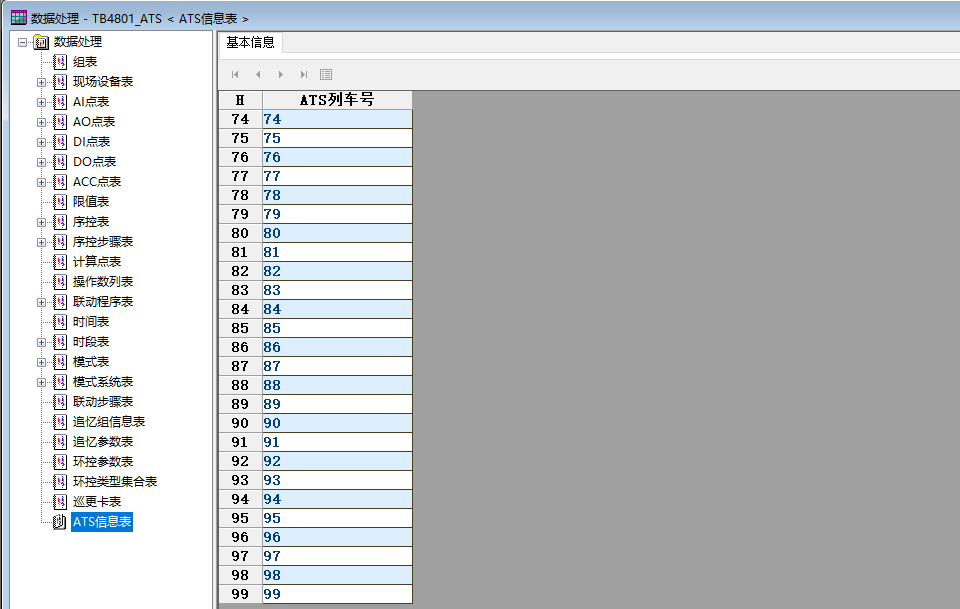 数据处理 - TB4801_ATS < ATS信息表 >
数据处理
组表
现场设备表
AI点表
AO点表
DI点表
DO点表
ACC点表
限值表
序控表
序控步骤表
计算点表
操作数列表
联动程序表
时间表
时段表
模式表
模式系统表
联动步骤表
追忆组信息表
追忆参数表
环控参数表
环控类型集合表
巡更卡表
ATS信息表
基本信息
H ATS列车号
74 74
75 75
76 76
77 77
78 78
79 79
80 80
81 81
82 82
83 83
84 84
85 85
86 86
87 87
88 88
89 89
90 90
91 91
92 92
93 93
94 94
95 95
96 96
97 97
98 98
99 99